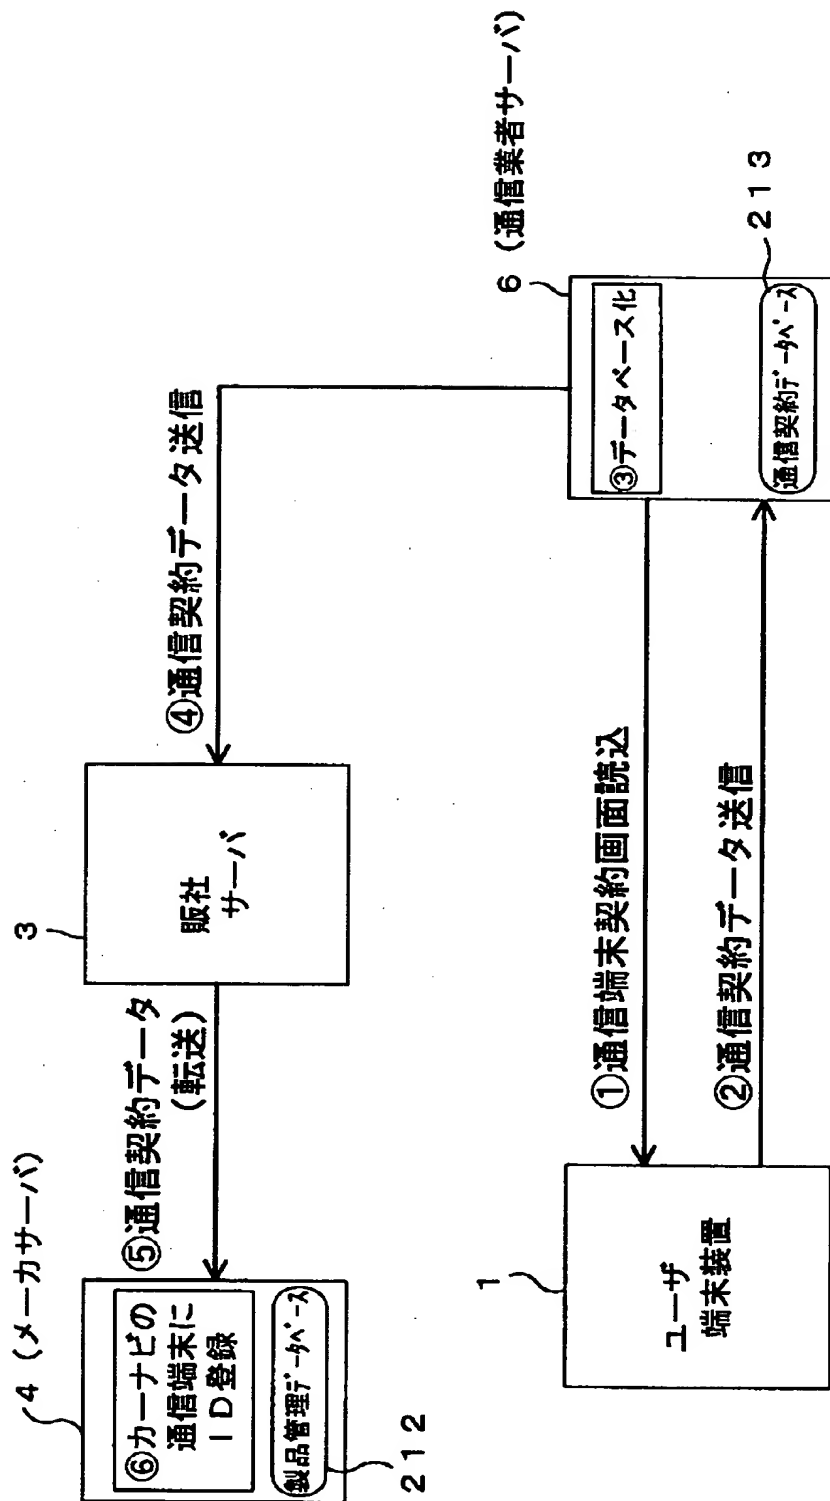 4 (メーカサーバ)
⑥カーナビの
通信端末に
ID登録
製品管理データベース
212
⑤通信契約データ
(転送)
3
販社
サーバ
④通信契約データ送信
6 (通信業者サーバ)
③データベース化
通信契約データベース
213
①通信端末契約画面読込
②通信契約データ送信
1
ユーザ
端末装置